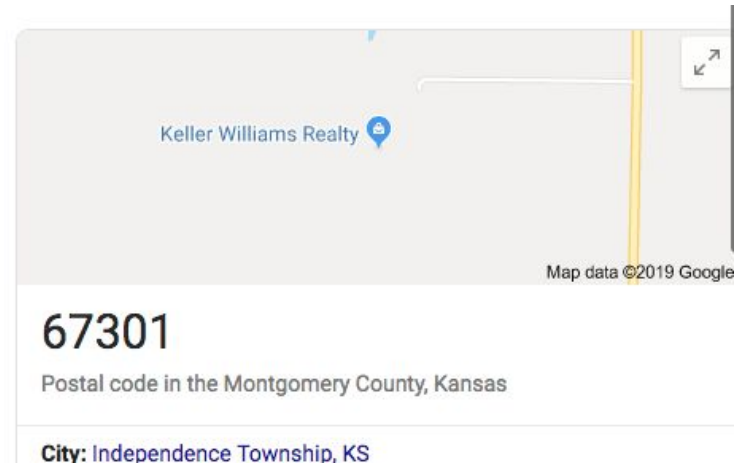 Keller Williams Realty
Map data ©2019 Google
67301
Postal code in the Montgomery County, Kansas
City: Independence Township, KS